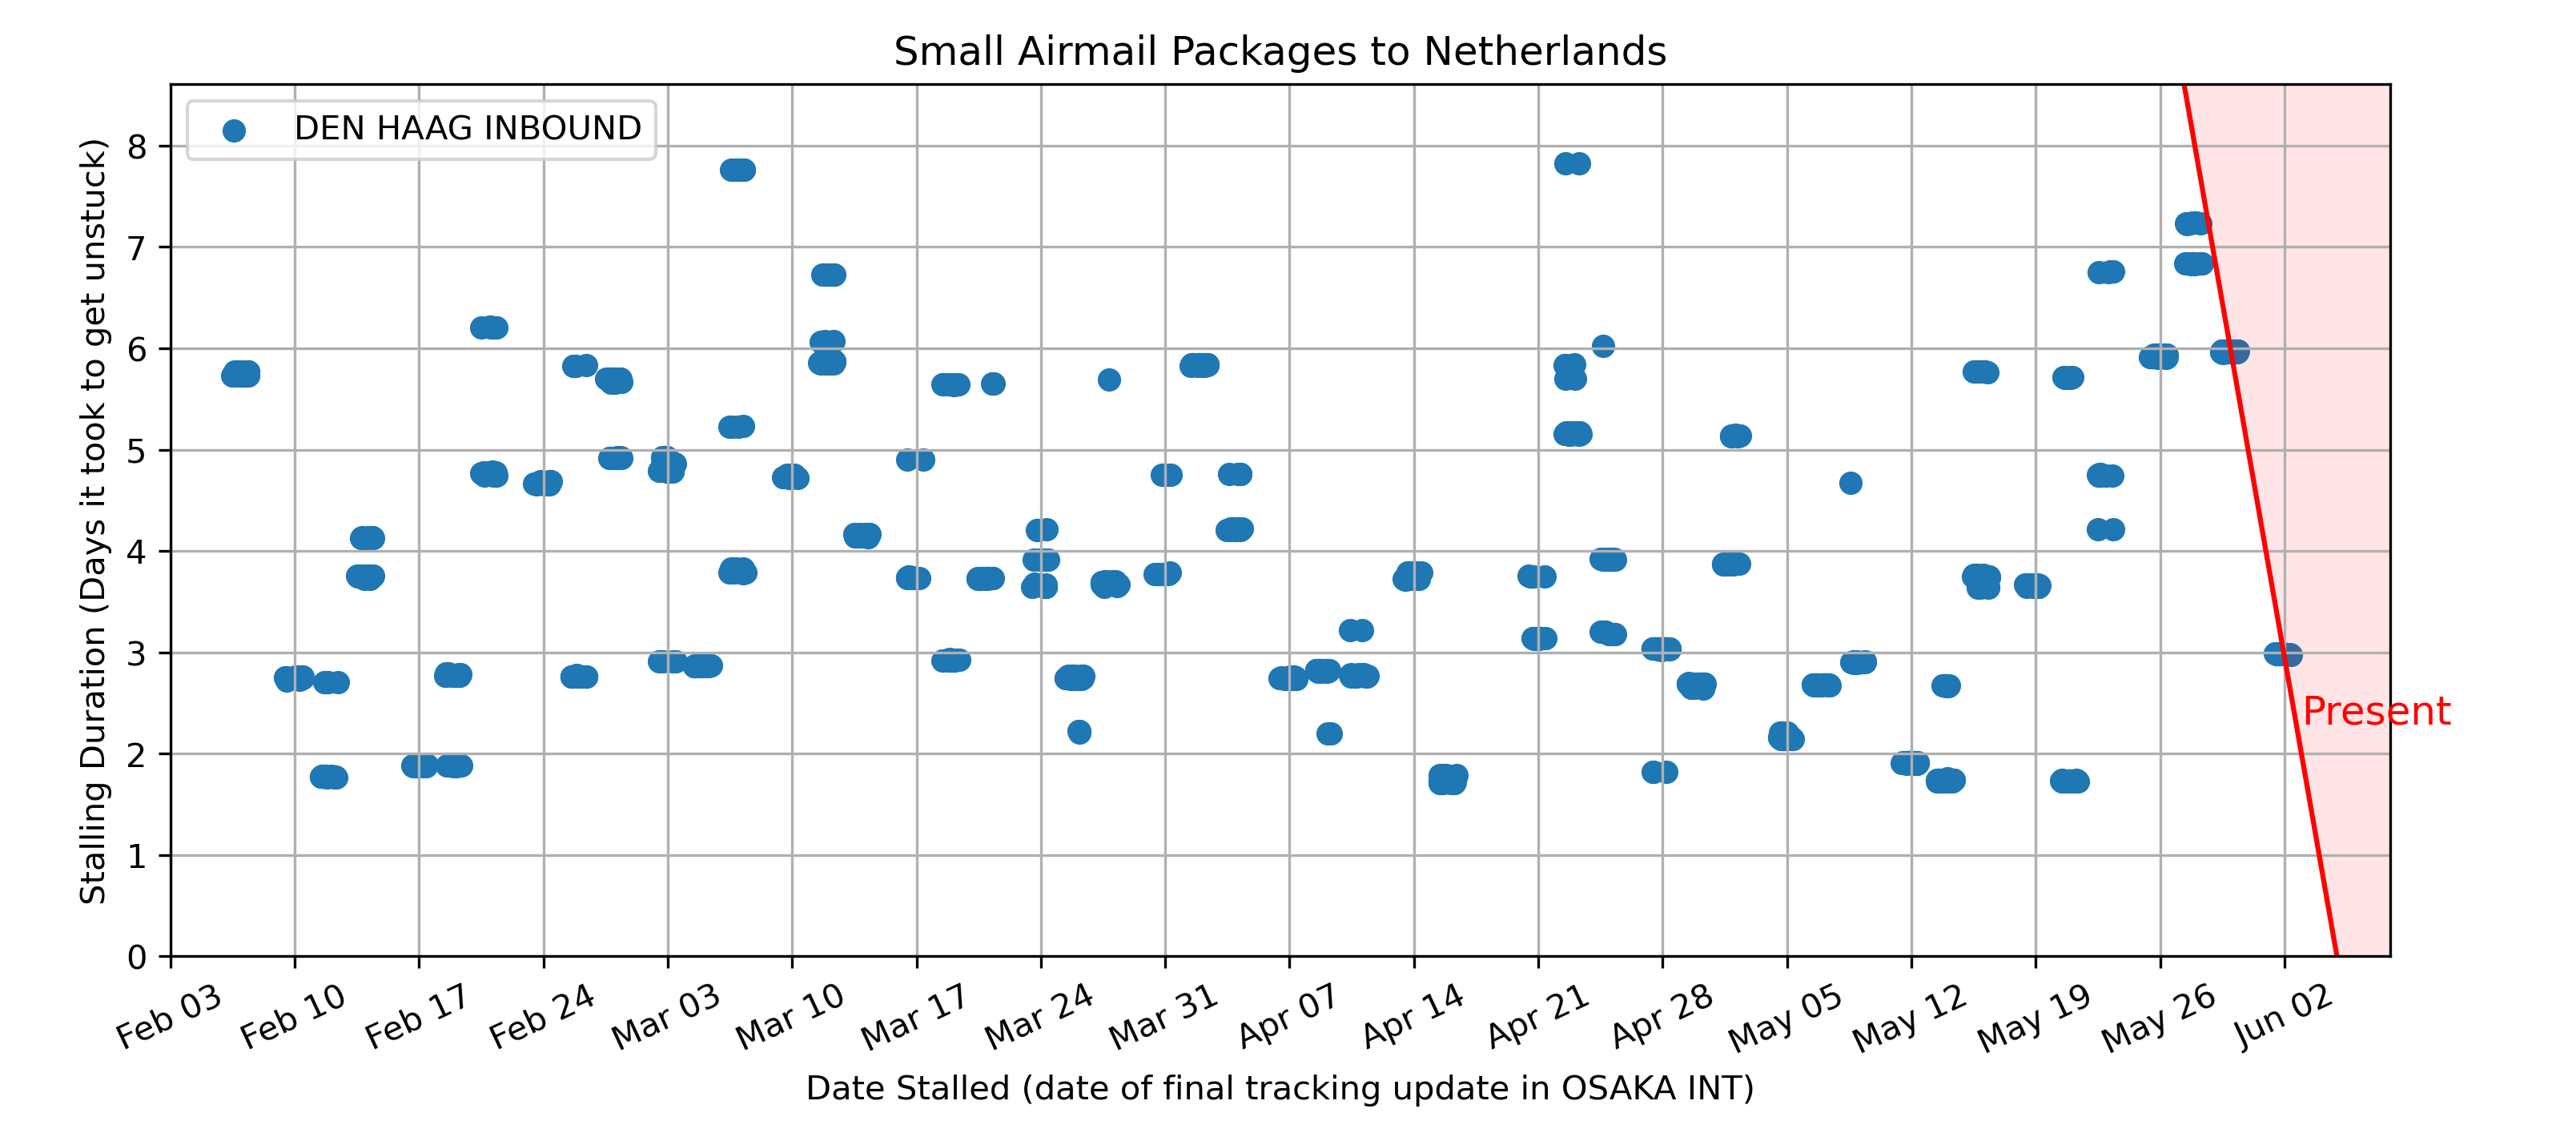 Small Airmail Packages to Netherlands
DEN HAAG INBOUND
Stalling Duration (Days it took to get unstuck)
8
7
6
5
4
3
2
1
0
Present
Feb 03
Feb 10
Feb 17
Feb 24
Mar 03
Mar 10
Mar 17
Mar 24
Mar 31
Apr 07
Apr 14
Apr 21
Apr 28
May 05
May 12
May 19
May 26
Jun 02
Date Stalled (date of final tracking update in OSAKA INT)